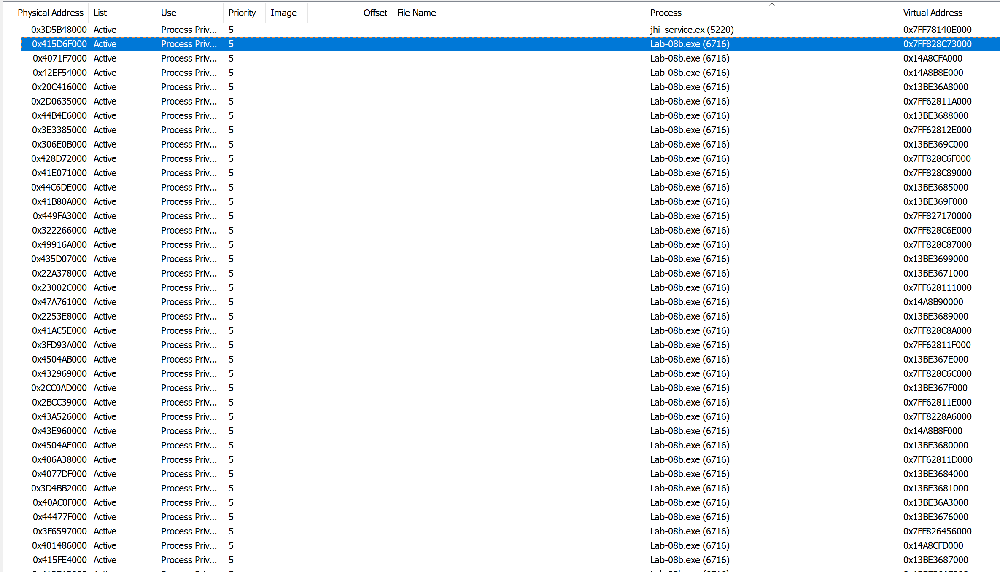 Physical Address List Use Priority Image Offset File Name Process Virtual Address
0x3D5B48000 Active Process Priv... 5 jhi_service.ex (5220) 0x7FF78140E000
0x415D6F000 Active Process Priv... 5 Lab-08b.exe (6716) 0x7FF828C73000
0x4071F7000 Active Process Priv... 5 Lab-08b.exe (6716) 0x14A8CFA000
0x42EF54000 Active Process Priv... 5 Lab-08b.exe (6716) 0x14A8B8E000
0x20C416000 Active Process Priv... 5 Lab-08b.exe (6716) 0x13BE36A8000
0x2D0635000 Active Process Priv... 5 Lab-08b.exe (6716) 0x7FF62811A000
0x44B4E6000 Active Process Priv... 5 Lab-08b.exe (6716) 0x13BE3688000
0x3E3385000 Active Process Priv... 5 Lab-08b.exe (6716) 0x7FF62812E000
0x306E0B000 Active Process Priv... 5 Lab-08b.exe (6716) 0x13BE369C000
0x428D72000 Active Process Priv... 5 Lab-08b.exe (6716) 0x7FF828C6F000
0x41E071000 Active Process Priv... 5 Lab-08b.exe (6716) 0x7FF828C89000
0x44C6DE000 Active Process Priv... 5 Lab-08b.exe (6716) 0x13BE3685000
0x41B80A000 Active Process Priv... 5 Lab-08b.exe (6716) 0x13BE369F000
0x449FA3000 Active Process Priv... 5 Lab-08b.exe (6716) 0x7FF827170000
0x322266000 Active Process Priv... 5 Lab-08b.exe (6716) 0x7FF828C6E000
0x49916A000 Active Process Priv... 5 Lab-08b.exe (6716) 0x7FF828C87000
0x435D07000 Active Process Priv... 5 Lab-08b.exe (6716) 0x13BE3699000
0x22A378000 Active Process Priv... 5 Lab-08b.exe (6716) 0x13BE3671000
0x23002C000 Active Process Priv... 5 Lab-08b.exe (6716) 0x7FF628111000
0x47A761000 Active Process Priv... 5 Lab-08b.exe (6716) 0x14A8B90000
0x2253E8000 Active Process Priv... 5 Lab-08b.exe (6716) 0x13BE3689000
0x41AC5E000 Active Process Priv... 5 Lab-08b.exe (6716) 0x7FF828C8A000
0x3FD93A000 Active Process Priv... 5 Lab-08b.exe (6716) 0x7FF62811F000
0x4504AB000 Active Process Priv... 5 Lab-08b.exe (6716) 0x13BE367E000
0x432969000 Active Process Priv... 5 Lab-08b.exe (6716) 0x7FF828C6C000
0x2CC0AD000 Active Process Priv... 5 Lab-08b.exe (6716) 0x13BE367F000
0x2BCC39000 Active Process Priv... 5 Lab-08b.exe (6716) 0x7FF62811E000
0x43A526000 Active Process Priv... 5 Lab-08b.exe (6716) 0x7FF8228A6000
0x43E960000 Active Process Priv... 5 Lab-08b.exe (6716) 0x14A8B8F000
0x4504AE000 Active Process Priv... 5 Lab-08b.exe (6716) 0x13BE3680000
0x406A38000 Active Process Priv... 5 Lab-08b.exe (6716) 0x7FF62811D000
0x4077DF000 Active Process Priv... 5 Lab-08b.exe (6716) 0x13BE3684000
0x3D4BB2000 Active Process Priv... 5 Lab-08b.exe (6716) 0x13BE3681000
0x40AC0F000 Active Process Priv... 5 Lab-08b.exe (6716) 0x13BE36A3000
0x44477F000 Active Process Priv... 5 Lab-08b.exe (6716) 0x13BE3676000
0x3F6597000 Active Process Priv... 5 Lab-08b.exe (6716) 0x7FF826456000
0x401486000 Active Process Priv... 5 Lab-08b.exe (6716) 0x14A8CFD000
0x415FE4000 Active Process Priv... 5 Lab-08b.exe (6716) 0x13BE3687000